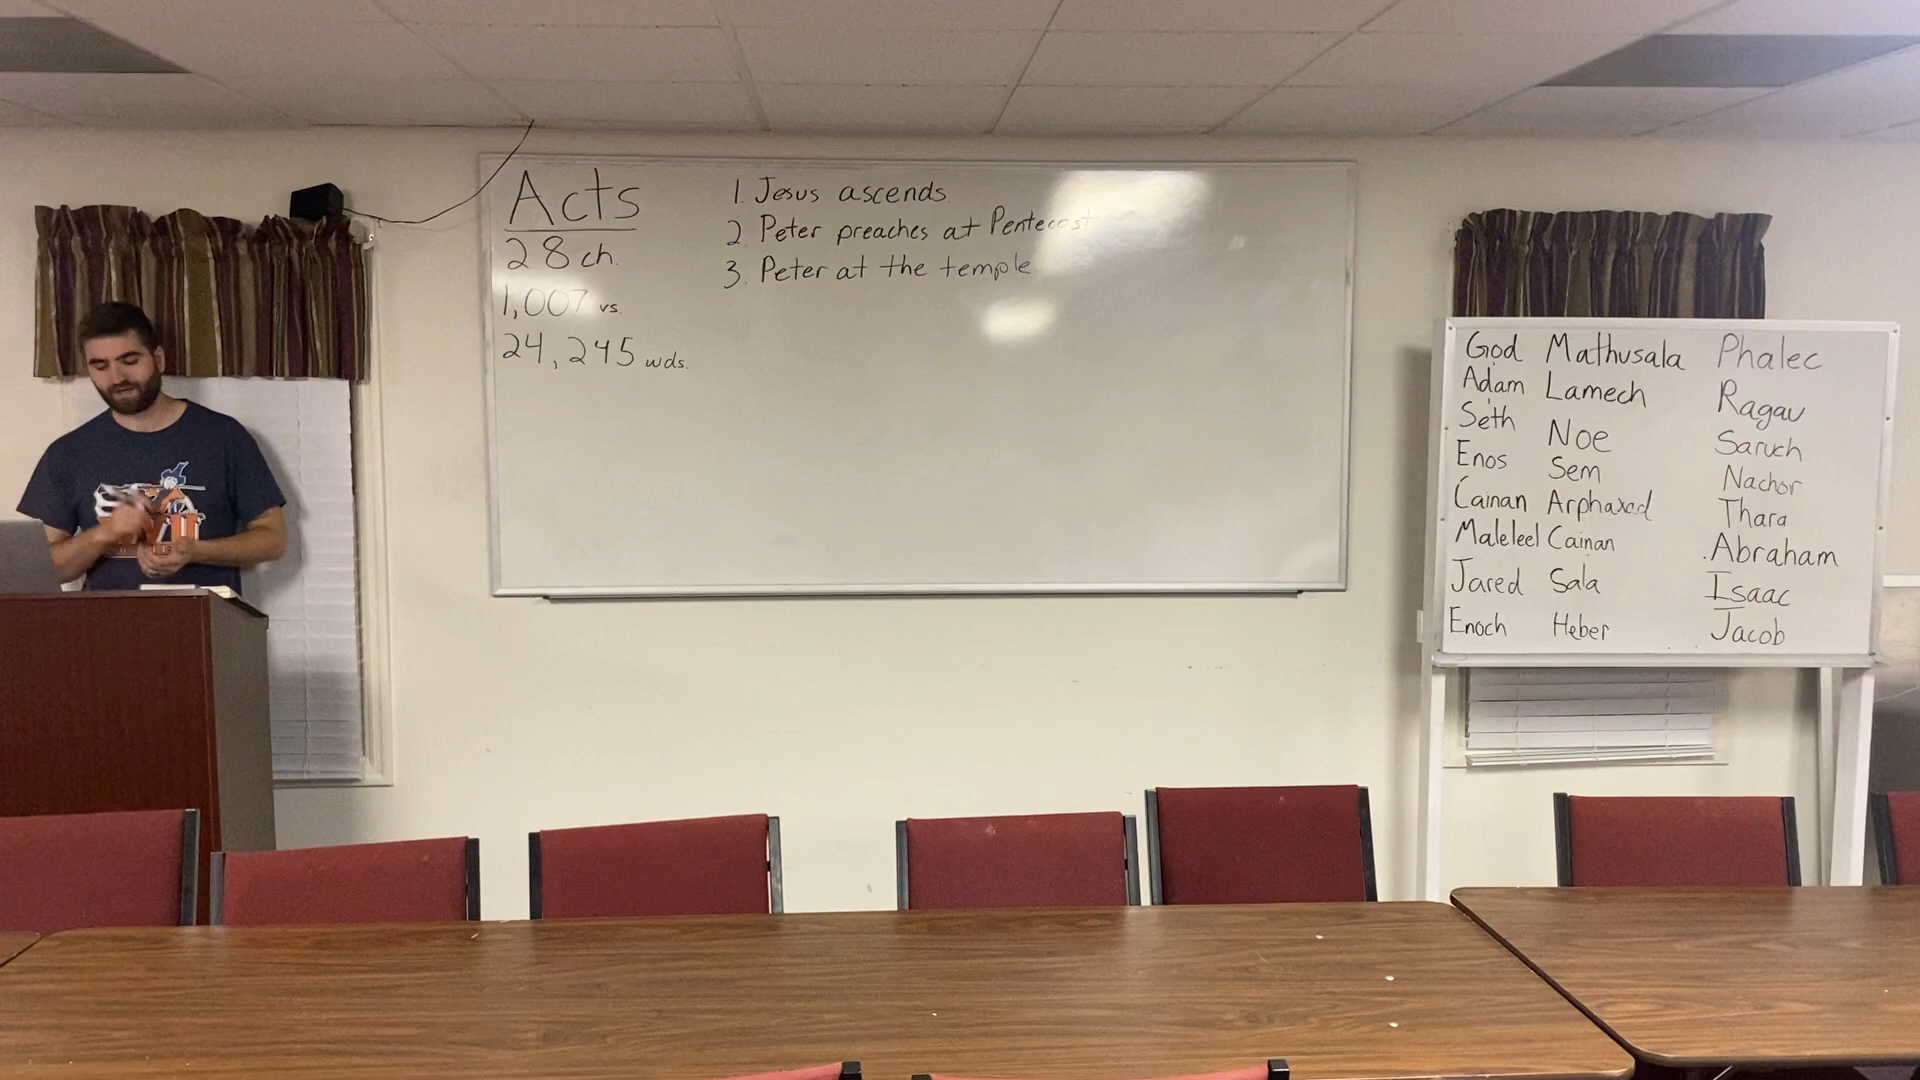 Acts
28 ch.
1,007 vs.
24,245 wds.
1. Jesus ascends
2. Peter preaches at Pentecost
3. Peter at the temple
God
Adam
Seth
Enos
Cainan
Maleleel
Jared
Enoch
Mathusala
Lamech
Noe
Sem
Arphaxad
Cainan
Sala
Heber
Phalec
Ragau
Saruch
Nachor
Thara
Abraham
Isaac
Jacob